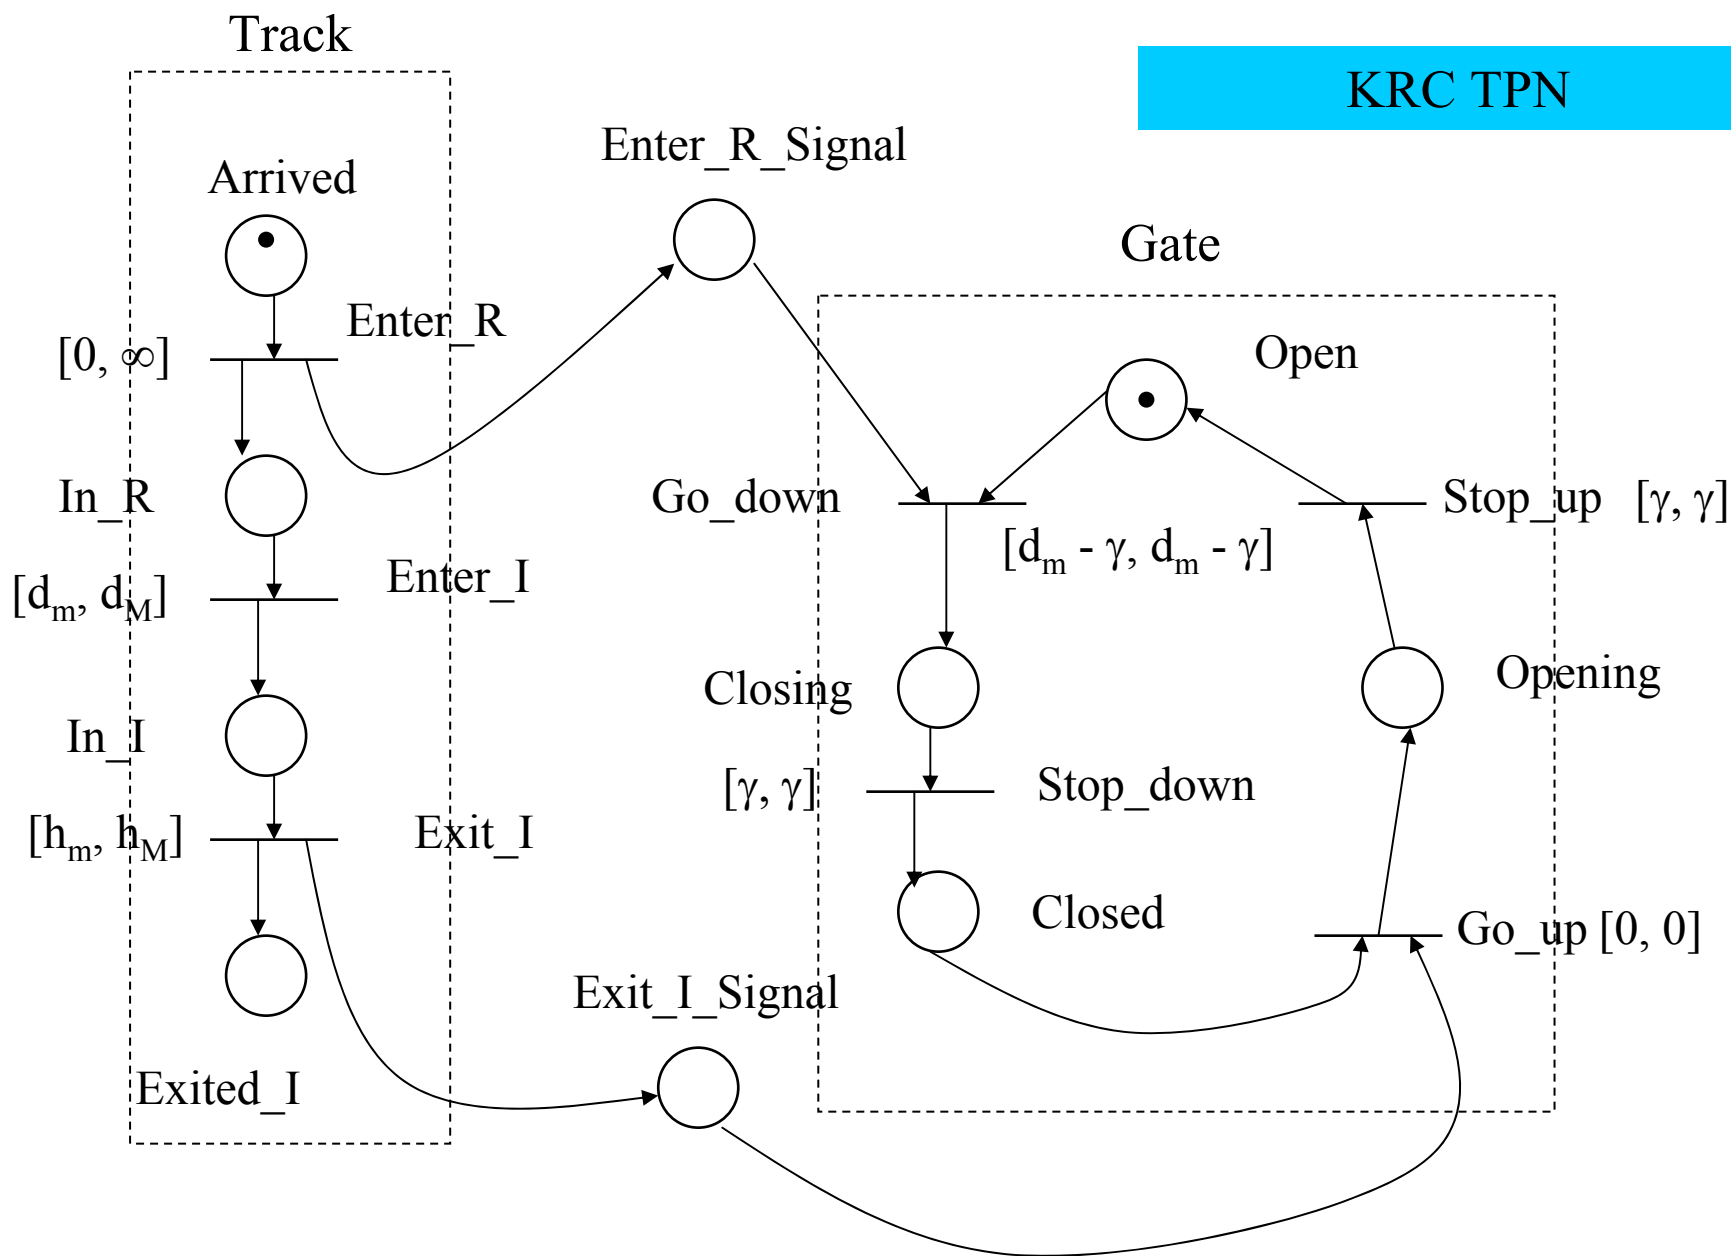 Track
KRC TPN
Enter_R_Signal
Arrived
Gate
Enter_R
[0, ∞]
Open
In_R
Go_down
Stop_up [γ, γ]
[dm - γ, dm - γ]
Enter_I
[dm, dM]
Closing
Opening
In_I
[γ, γ]
Stop_down
[hm, hM]
Exit_I
Closed
Go_up [0, 0]
Exit_I_Signal
Exited_I